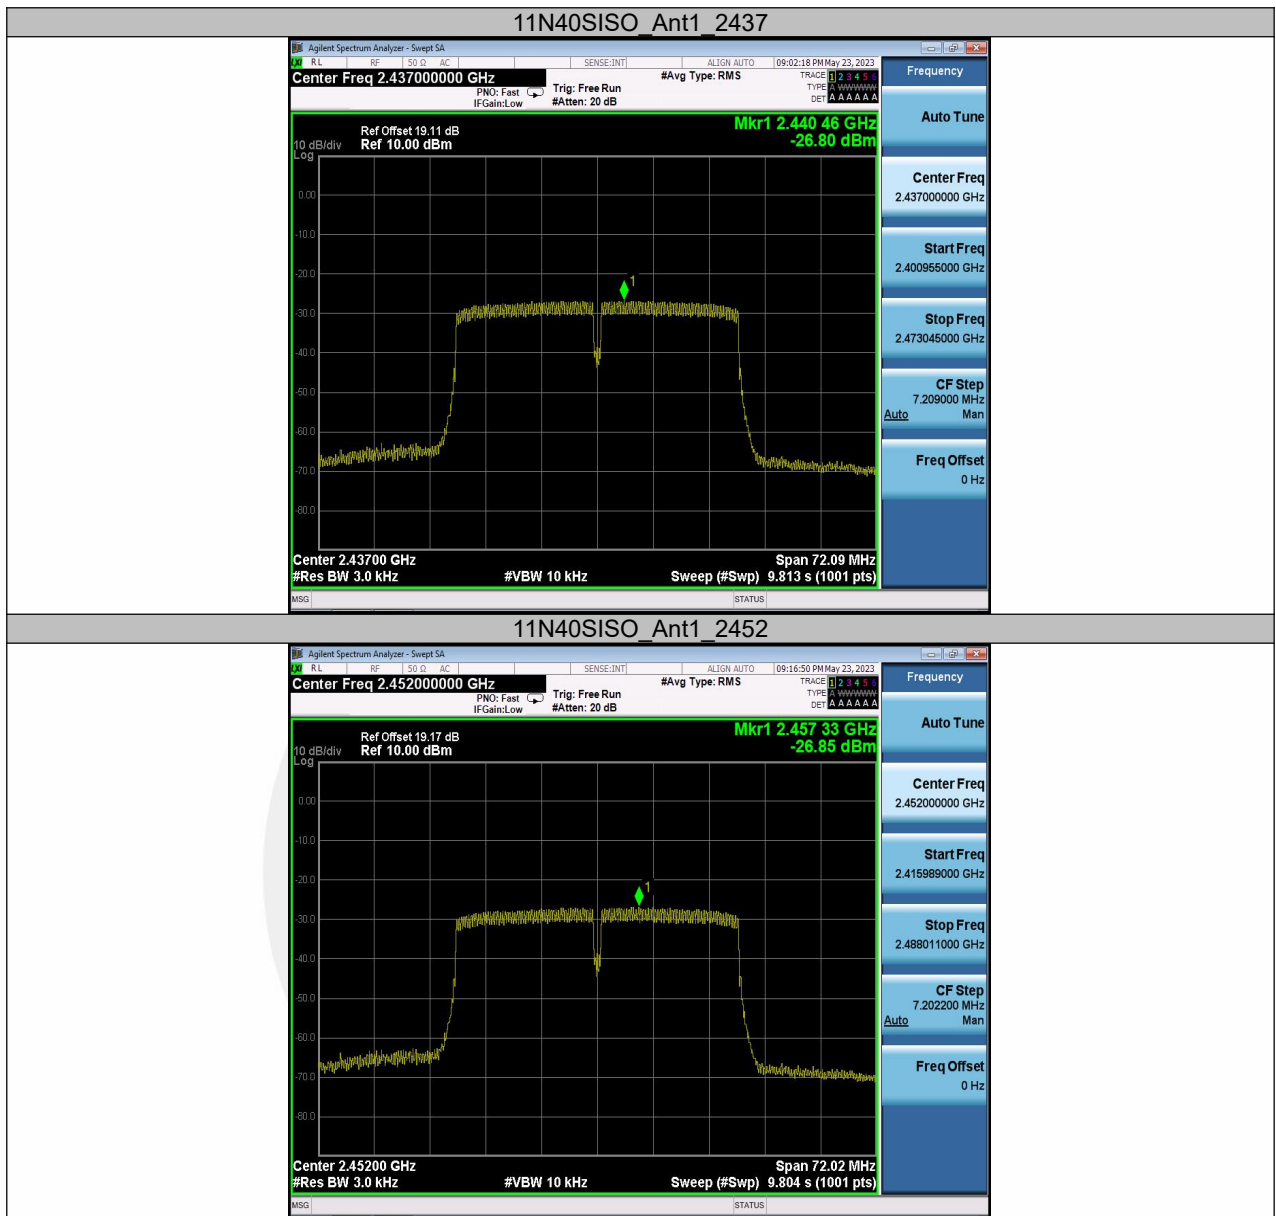 11N40SISO_Ant1_2437
Agilent Spectrum Analyzer - Swept SA
LXI RL RF 50 Ω AC SENSE:INT ALIGN AUTO 09:02:18 PM May 23, 2023
Center Freq 2.437000000 GHz
#Avg Type: RMS
TRACE 1 2 3 4 5 6
PNO: Fast Trig: Free Run
TYPE A WWWWW
IFGain:Low #Atten: 20 dB
DET A A A A A A
Mkr1 2.440 46 GHz
-26.80 dBm
Ref Offset 19.11 dB
10 dB/div Ref 10.00 dBm
Log
0.00
-10.0
-20.0
-30.0
-40.0
-50.0
-60.0
-70.0
-80.0
1
Center 2.43700 GHz Span 72.09 MHz
#Res BW 3.0 kHz #VBW 10 kHz Sweep (#Swp) 9.813 s (1001 pts)
MSG STATUS
Frequency
Auto Tune
Center Freq
2.437000000 GHz
Start Freq
2.400955000 GHz
Stop Freq
2.473045000 GHz
CF Step
7.209000 MHz
Auto Man
Freq Offset
0 Hz
11N40SISO_Ant1_2452
Agilent Spectrum Analyzer - Swept SA
LXI RL RF 50 Ω AC SENSE:INT ALIGN AUTO 09:16:50 PM May 23, 2023
Center Freq 2.452000000 GHz
#Avg Type: RMS
TRACE 1 2 3 4 5 6
PNO: Fast Trig: Free Run
TYPE A WWWWW
IFGain:Low #Atten: 20 dB
DET A A A A A A
Mkr1 2.457 33 GHz
-26.85 dBm
Ref Offset 19.17 dB
10 dB/div Ref 10.00 dBm
Log
0.00
-10.0
-20.0
-30.0
-40.0
-50.0
-60.0
-70.0
-80.0
1
Center 2.45200 GHz Span 72.02 MHz
#Res BW 3.0 kHz #VBW 10 kHz Sweep (#Swp) 9.804 s (1001 pts)
MSG STATUS
Frequency
Auto Tune
Center Freq
2.452000000 GHz
Start Freq
2.415989000 GHz
Stop Freq
2.488011000 GHz
CF Step
7.202200 MHz
Auto Man
Freq Offset
0 Hz